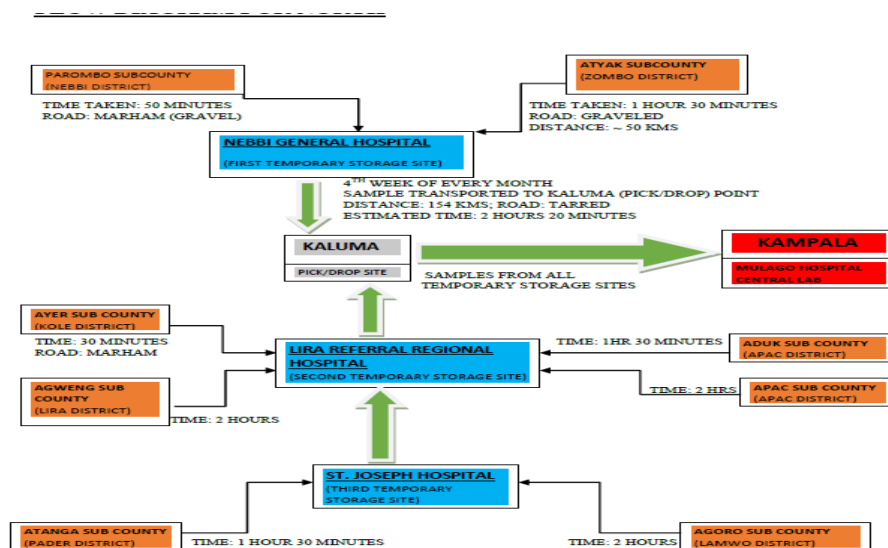 PAROMBO SUBCOUNTY
(NEBBI DISTRICT)
TIME TAKEN: 50 MINUTES
ROAD: MARHAM (GRAVEL)
ATYAK SUBCOUNTY
(ZOMBO DISTRICT)
TIME TAKEN: 1 HOUR 30 MINUTES
ROAD: GRAVELED
DISTANCE: ~ 50 KMS
NEBBI GENERAL HOSPITAL
(FIRST TEMPORARY STORAGE SITE)
4TH WEEK OF EVERY MONTH
SAMPLE TRANSPORTED TO KALUMA (PICK/DROP) POINT
DISTANCE: 154 KMS; ROAD: TARRED
ESTIMATED TIME: 2 HOURS 20 MINUTES
KALUMA
PICK/DROP SITE
SAMPLES FROM ALL
TEMPORARY STORAGE SITES
KAMPALA
MULAGO HOSPITAL
CENTRAL LAB
AYER SUB COUNTY
(KOLE DISTRICT)
TIME: 30 MINUTES
ROAD: MARHAM
LIRA REFERRAL REGIONAL
HOSPITAL
(SECOND TEMPORARY STORAGE SITE)
TIME: 1HR 30 MINUTES
ADUK SUB COUNTY
(APAC DISTRICT)
AGWENG SUB
COUNTY
(LIRA DISTRICT)
TIME: 2 HOURS
TIME: 2 HRS
APAC SUB COUNTY
(APAC DISTRICT)
ST. JOSEPH HOSPITAL
(THIRD TEMPORARY
STORAGE SITE)
ATANGA SUB COUNTY
(PADER DISTRICT)
TIME: 1 HOUR 30 MINUTES
TIME: 2 HOURS
AGORO SUB COUNTY
(LAMWO DISTRICT)